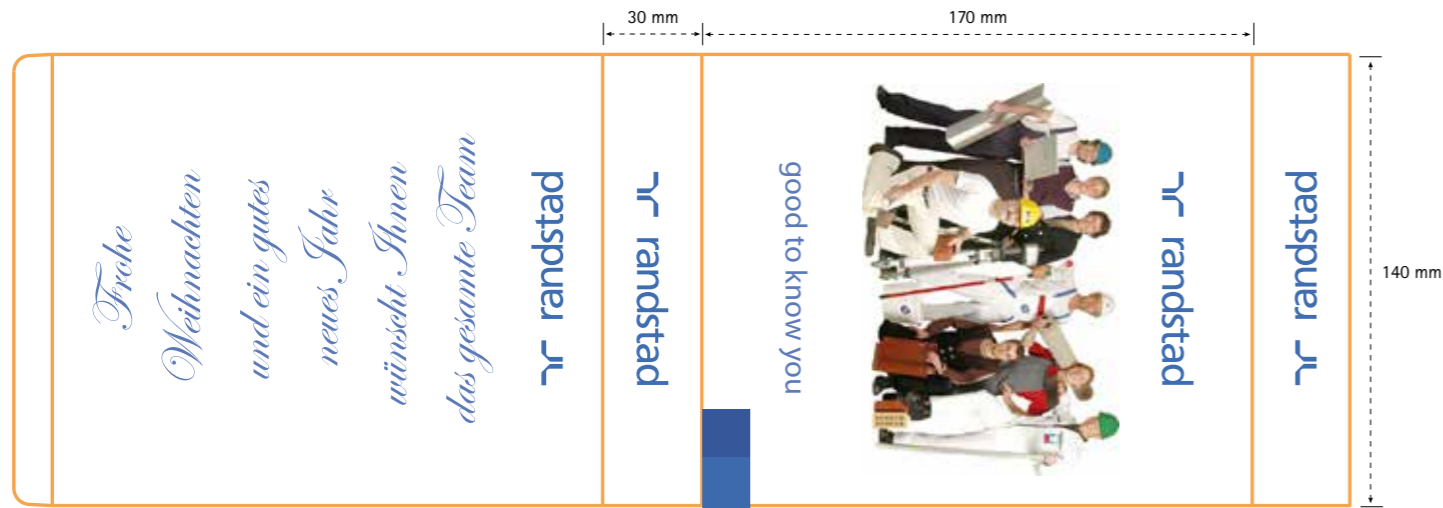 30 mm
170 mm
140 mm
Frohe
Weihnachten
und ein gutes
neues Jahr
wünscht Ihnen
das gesamte Team
randstad
randstad
good to know you
randstad
randstad